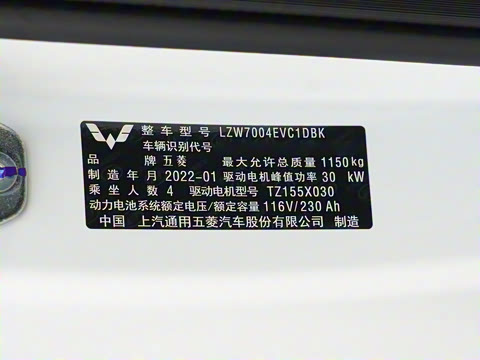 整车型号 LZW7004EVC1DBK
车辆识别代号
品 牌 五菱 最大允许总质量 1150kg
制造年月 2022-01 驱动电机峰值功率 30 kW
乘坐人数 4 驱动电机型号 TZ155X030
动力电池系统额定电压/额定容量 116V/230 Ah
中国 上汽通用五菱汽车股份有限公司 制造